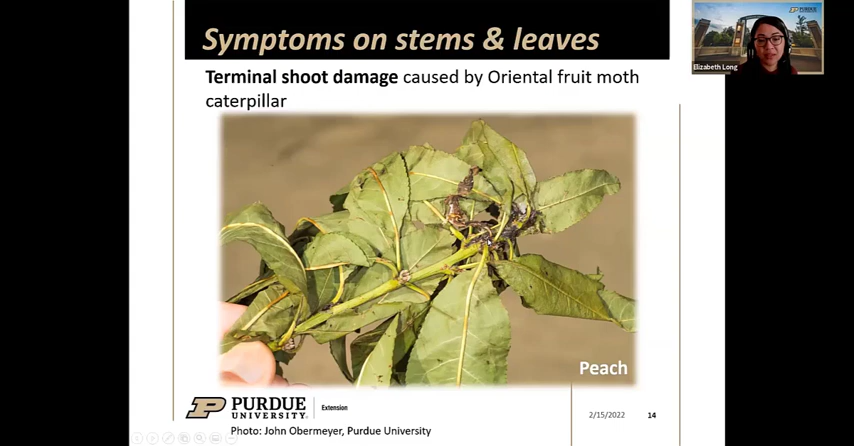 Symptoms on stems & leaves
Terminal shoot damage caused by Oriental fruit moth
caterpillar
Peach
PURDUE
UNIVERSITY
Extension
2/15/2022
14
Photo: John Obermeyer, Purdue University
PURDUE
Elizabeth Long